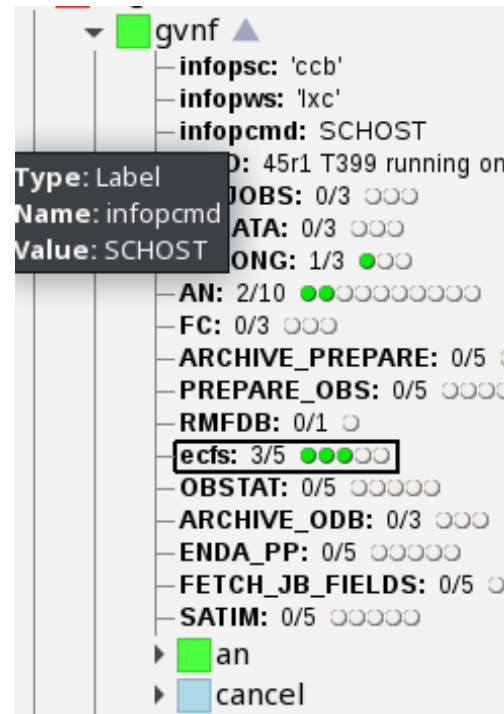 gvnf
infopsc: 'ccb'
infopws: 'lxc'
infopcmd: SCHOST
: 45r1 T399 running on
Type: Label
JOBS: 0/3
Name: infopcmd
ATA: 0/3
Value: SCHOST
ONG: 1/3
AN: 2/10
FC: 0/3
ARCHIVE_PREPARE: 0/5
PREPARE_OBS: 0/5
RMFDB: 0/1
ecfs: 3/5
OBSTAT: 0/5
ARCHIVE_ODB: 0/3
ENDA_PP: 0/5
FETCH_JB_FIELDS: 0/5
SATIM: 0/5
an
cancel